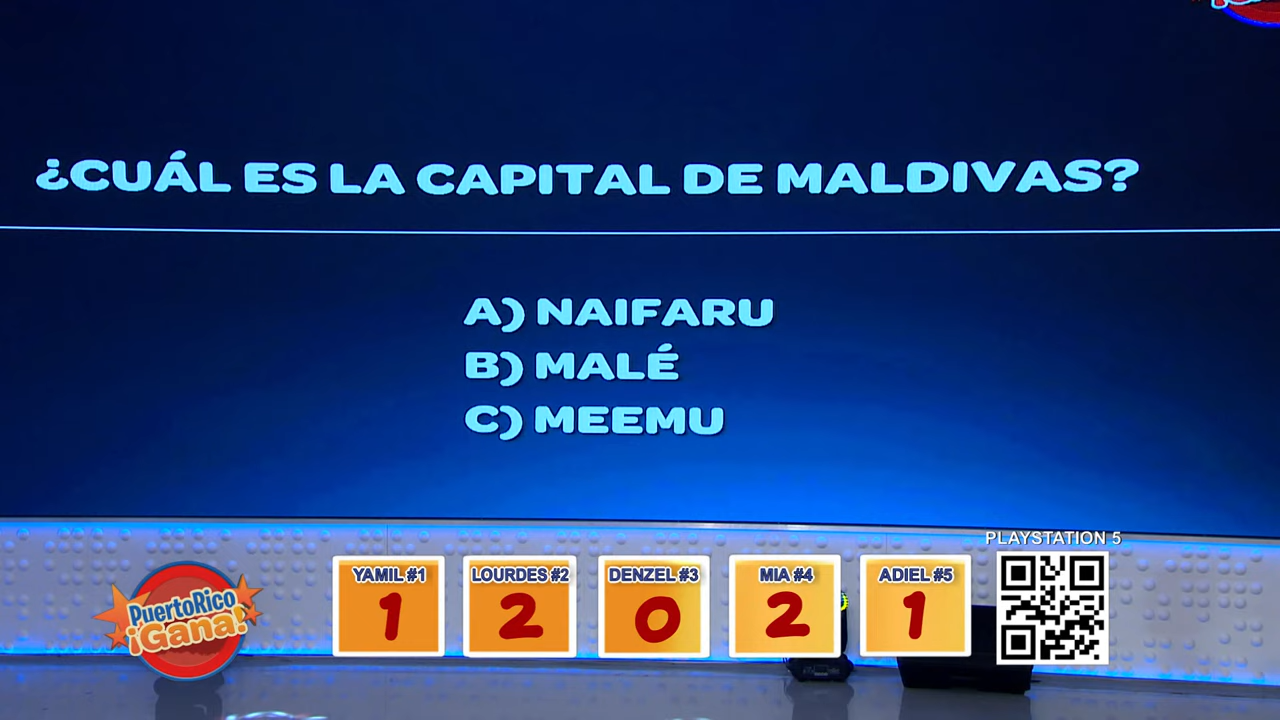 ¿CUÁL ES LA CAPITAL DE MALDIVAS?
A) NAIFARU
B) MALÉ
C) MEEMU
PLAYSTATION 5
YAMIL #1
LOURDES #2
DENZEL #3
MIA #4
ADIEL #5
1
2
0
2
1
PuertoRico
¡Gana!